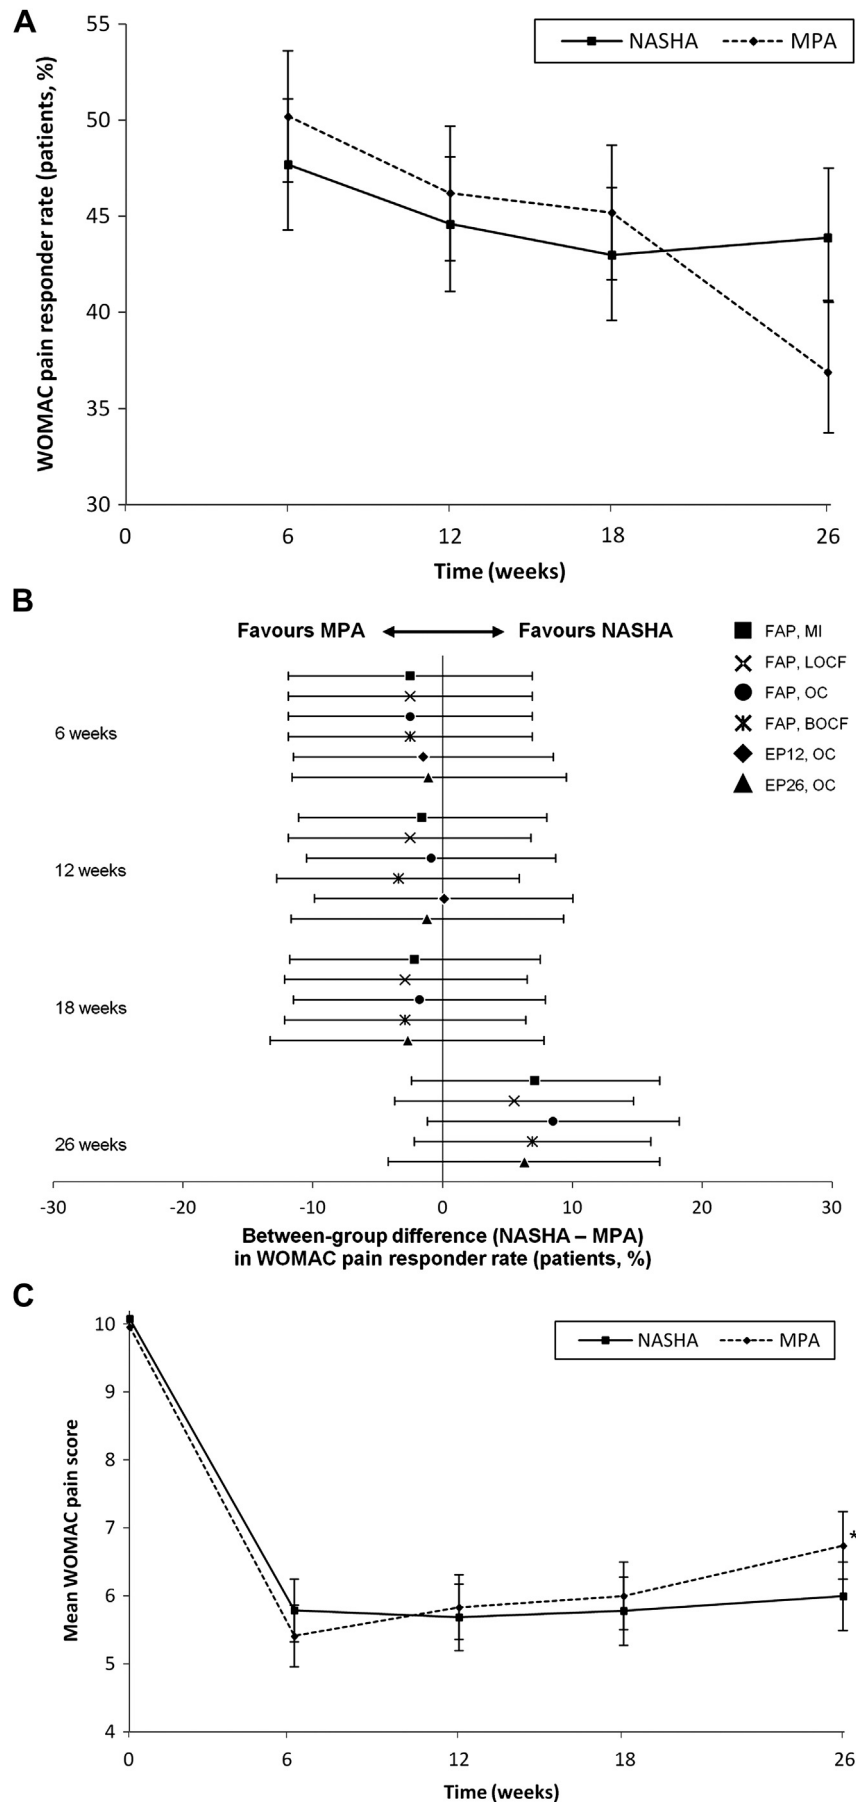 A
55
50
45
40
35
30
WOMAC pain responder rate (patients, %)
NASHA
MPA
0
6
12
18
26
Time (weeks)
B
Favours MPA
Favours NASHA
FAP, MI
FAP, LOCF
FAP, OC
FAP, BOCF
EP12, OC
EP26, OC
6 weeks
12 weeks
18 weeks
26 weeks
-30
-20
-10
0
10
20
30
Between-group difference (NASHA – MPA)
in WOMAC pain responder rate (patients, %)
C
10
9
8
7
6
5
4
Mean WOMAC pain score
NASHA
MPA
*
0
6
12
18
26
Time (weeks)